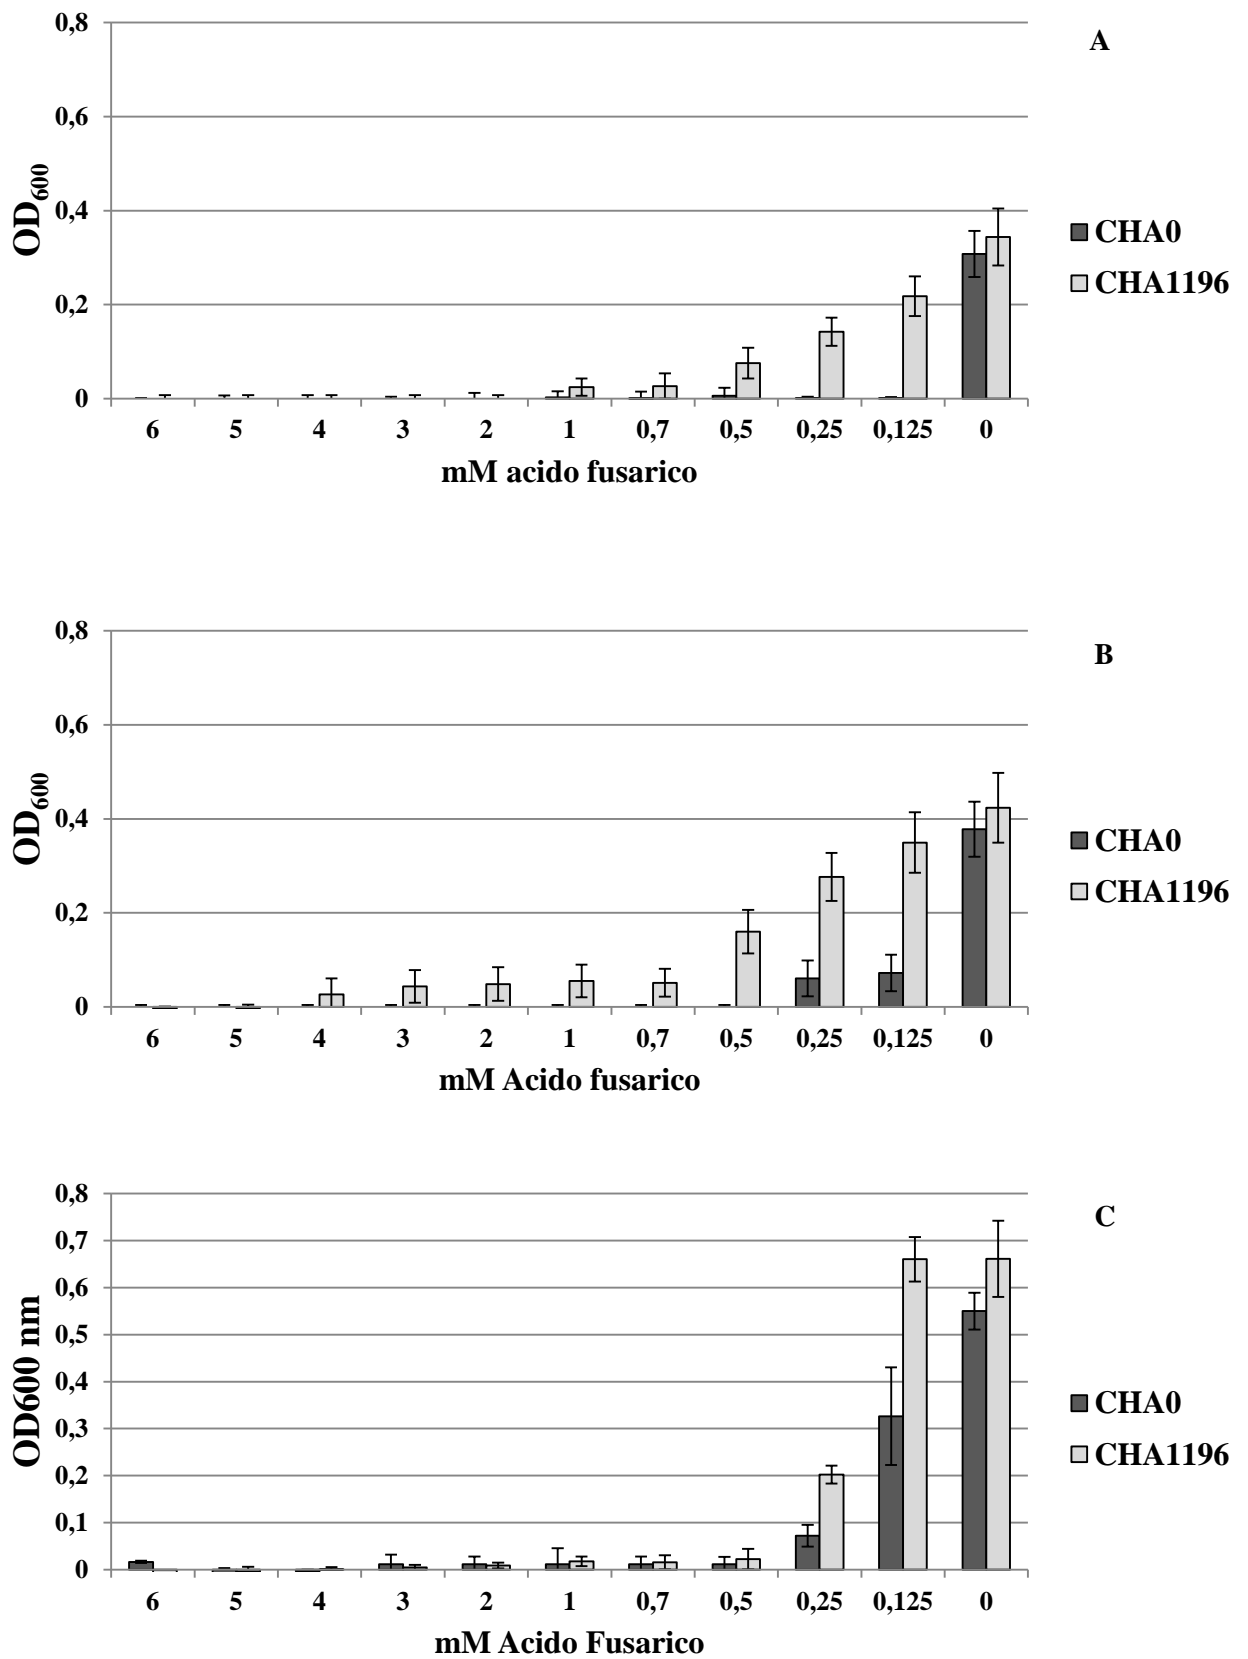 A
0,8
0,6
0,4
0,2
0
OD600
6 5 4 3 2 1 0,7 0,5 0,25 0,125 0
mM acido fusarico
CHA0
CHA1196
B
0,8
0,6
0,4
0,2
0
OD600
6 5 4 3 2 1 0,7 0,5 0,25 0,125 0
mM Acido fusarico
CHA0
CHA1196
C
0,8
0,7
0,6
0,5
0,4
0,3
0,2
0,1
0
OD600 nm
6 5 4 3 2 1 0,7 0,5 0,25 0,125 0
mM Acido Fusarico
CHA0
CHA1196